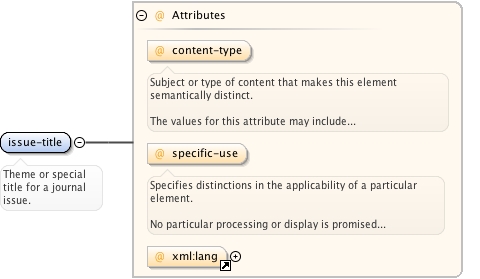 @ Attributes
@ content-type
Subject or type of content that makes this element
semantically distinct.
The values for this attribute may include...
issue-title
Theme or special
title for a journal
issue.
@ specific-use
Specifies distinctions in the applicability of a particular
element.
No particular processing or display is promised...
@ xml:lang